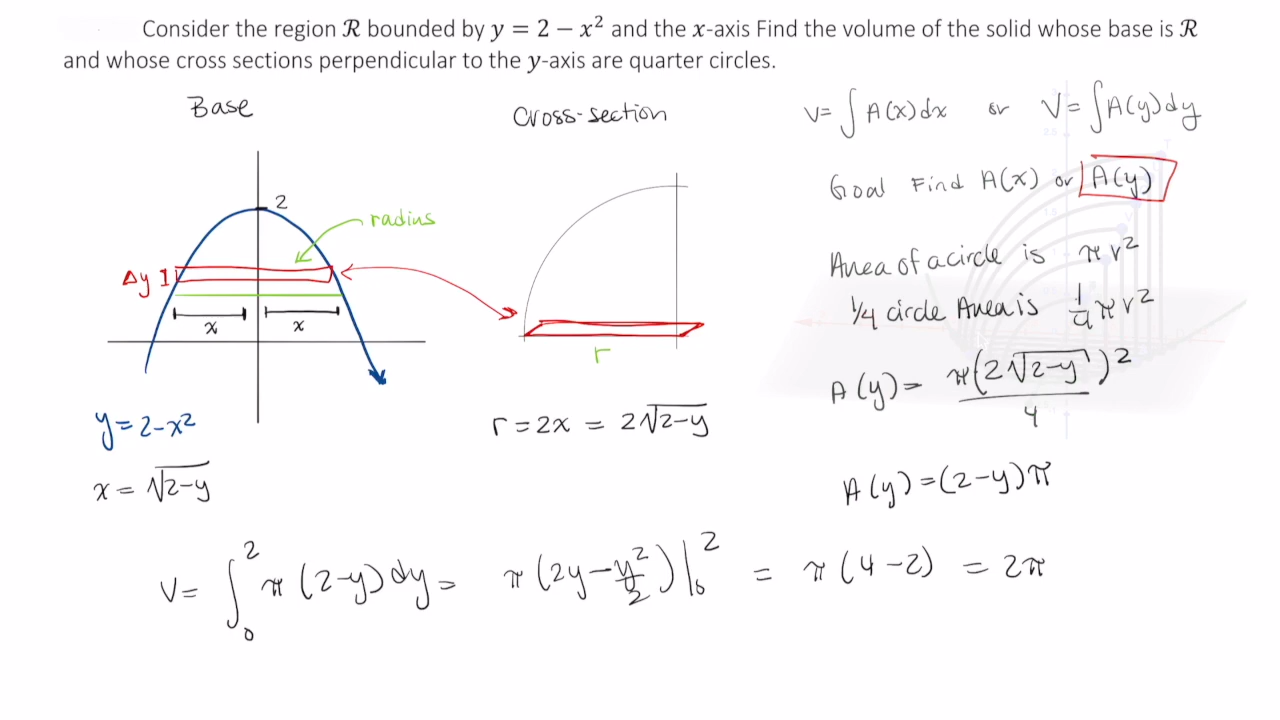 Consider the region ℛ bounded by y = 2 − x² and the x-axis Find the volume of the solid whose base is ℛ
and whose cross sections perpendicular to the y-axis are quarter circles.
Base
2
radius
Δy
x
x
y=2-x²
x = √(2-y)
Cross-section
r
r = 2x = 2√(2-y)
V= ∫ A(x)dx or V= ∫A(y)dy
Goal Find A(x) or A(y)
Area of a circle is πr²
1/4 circle Area is 1/4 πr²
A(y) = π(2√(2-y))²/4
A(y) = (2-y)π
V= ∫₀² π(2-y)dy = π(2y - y²/2)|₀² = π(4-2) = 2π